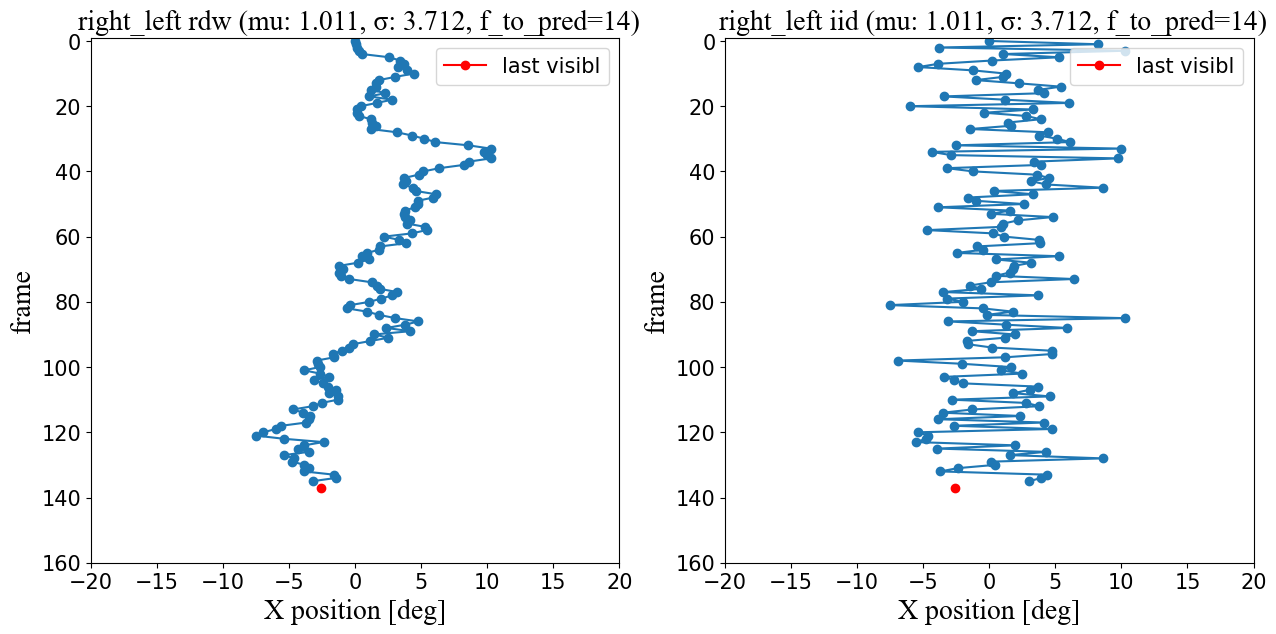 right_left rdw (mu: 1.011, σ: 3.712, f_to_pred=14)
last visibl
0
20
40
60
80
100
120
140
160
frame
−20 −15 −10 −5 0 5 10 15 20
X position [deg]
right_left iid (mu: 1.011, σ: 3.712, f_to_pred=14)
last visibl
0
20
40
60
80
100
120
140
160
frame
−20 −15 −10 −5 0 5 10 15 20
X position [deg]